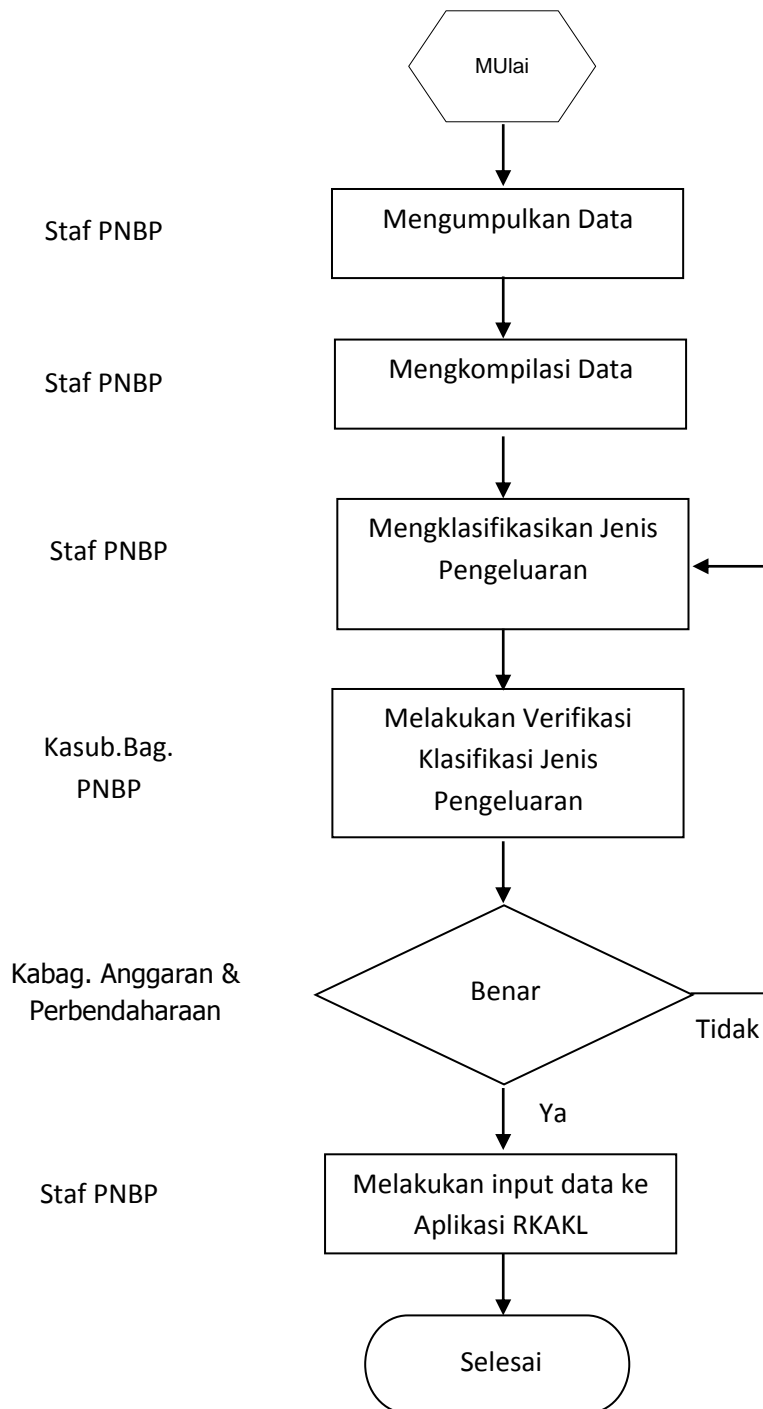 MUlai
Staf PNBP
Mengumpulkan Data
Staf PNBP
Mengkompilasi Data
Staf PNBP
Mengklasifikasikan Jenis
Pengeluaran
Kasub.Bag.
PNBP
Melakukan Verifikasi
Klasifikasi Jenis
Pengeluaran
Kabag. Anggaran &
Perbendaharaan
Benar
Tidak
Ya
Staf PNBP
Melakukan input data ke
Aplikasi RKAKL
Selesai